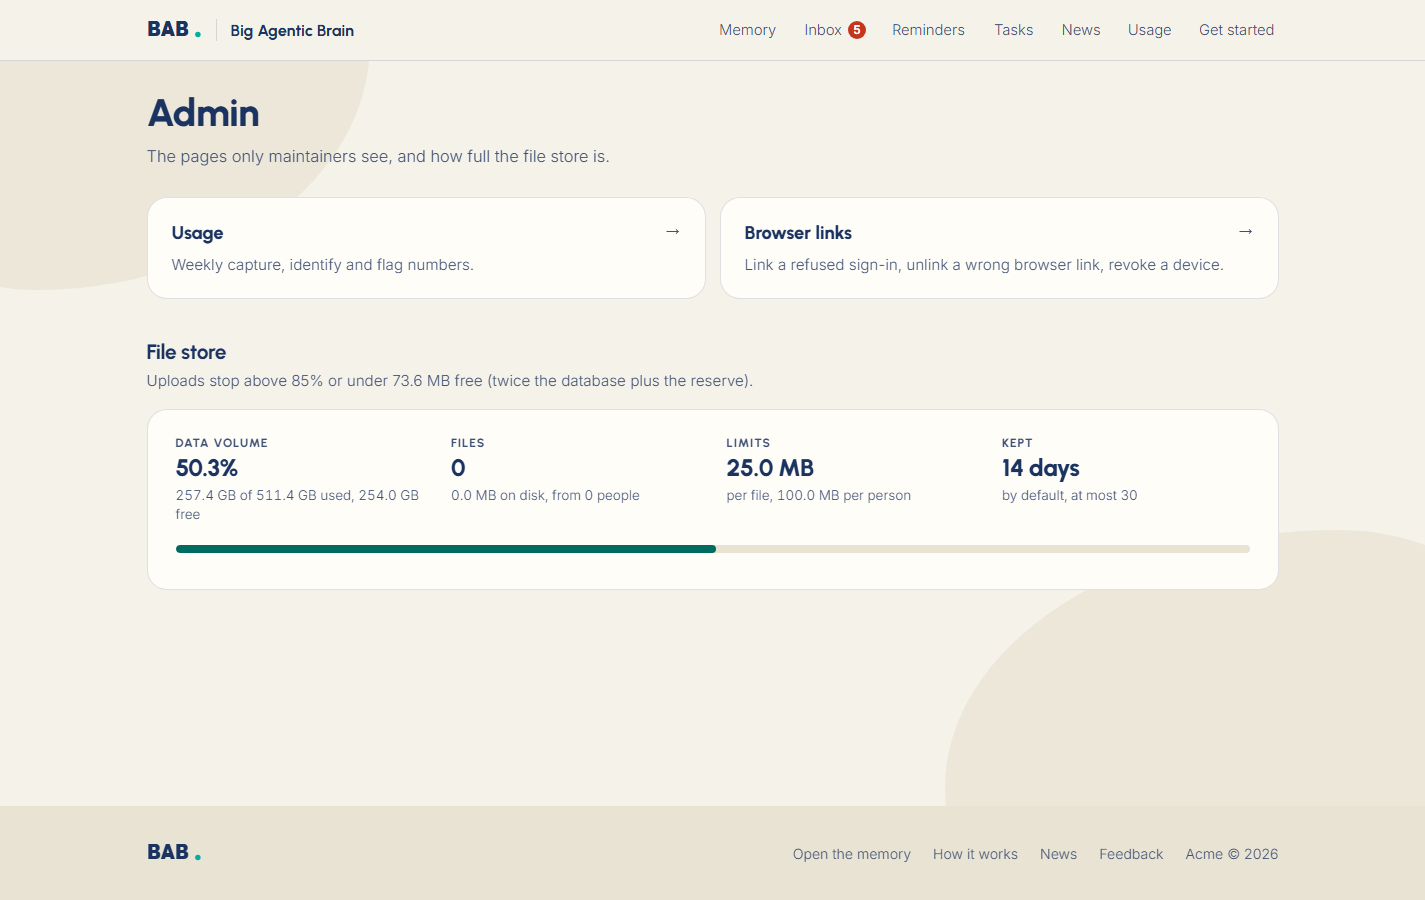 BAB. Big Agentic Brain Memory Inbox 5 Reminders Tasks News Usage Get started
Admin
The pages only maintainers see, and how full the file store is.
Usage →
Weekly capture, identify and flag numbers.
Browser links →
Link a refused sign-in, unlink a wrong browser link, revoke a device.
File store
Uploads stop above 85% or under 73.6 MB free (twice the database plus the reserve).
DATA VOLUME
50.3%
257.4 GB of 511.4 GB used, 254.0 GB
free
FILES
0
0.0 MB on disk, from 0 people
LIMITS
25.0 MB
per file, 100.0 MB per person
KEPT
14 days
by default, at most 30
BAB. Open the memory How it works News Feedback Acme © 2026